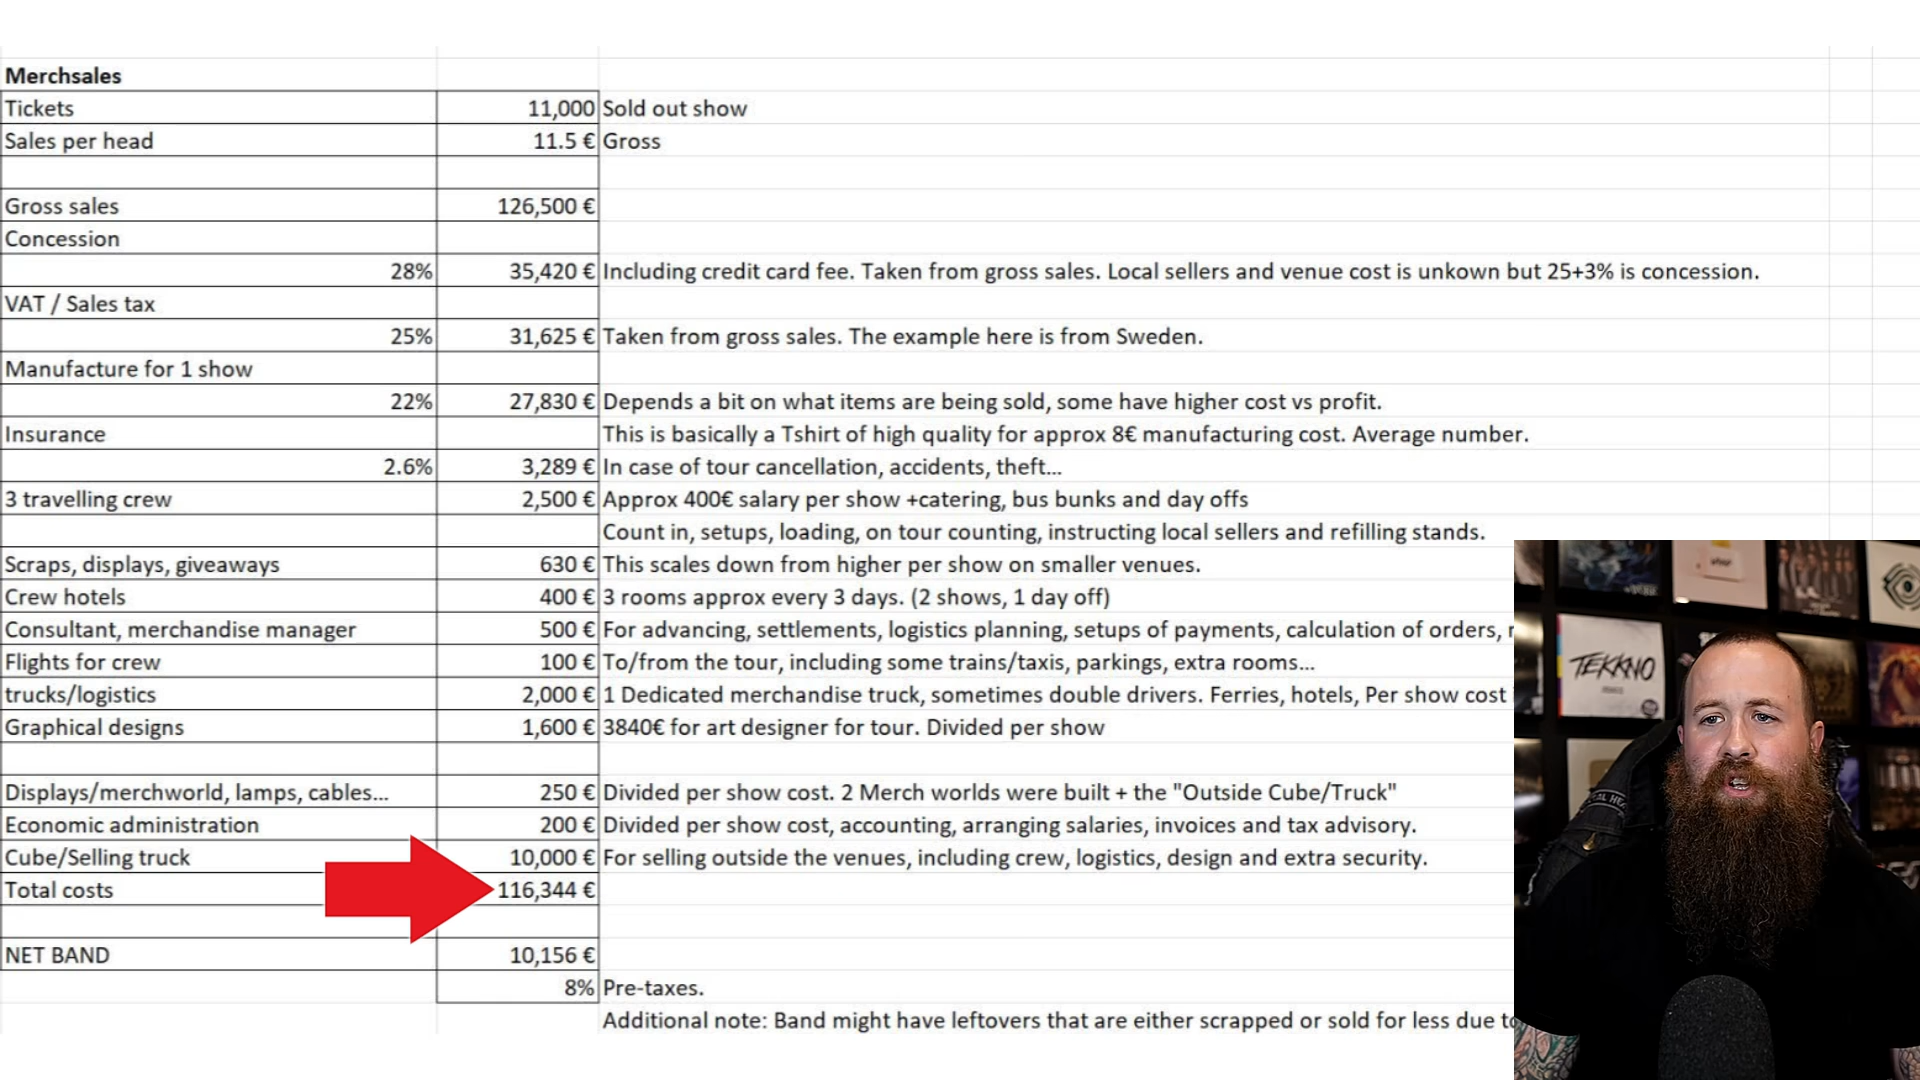 Merchsales
Tickets 11,000 Sold out show
Sales per head 11.5 € Gross
Gross sales 126,500 €
Concession
28% 35,420 € Including credit card fee. Taken from gross sales. Local sellers and venue cost is unkown but 25+3% is concession.
VAT / Sales tax
25% 31,625 € Taken from gross sales. The example here is from Sweden.
Manufacture for 1 show
22% 27,830 € Depends a bit on what items are being sold, some have higher cost vs profit.
Insurance This is basically a Tshirt of high quality for approx 8€ manufacturing cost. Average number.
2.6% 3,289 € In case of tour cancellation, accidents, theft...
3 travelling crew 2,500 € Approx 400€ salary per show +catering, bus bunks and day offs
Count in, setups, loading, on tour counting, instructing local sellers and refilling stands.
Scraps, displays, giveaways 630 € This scales down from higher per show on smaller venues.
Crew hotels 400 € 3 rooms approx every 3 days. (2 shows, 1 day off)
Consultant, merchandise manager 500 € For advancing, settlements, logistics planning, setups of payments, calculation of orders,
Flights for crew 100 € To/from the tour, including some trains/taxis, parkings, extra rooms...
trucks/logistics 2,000 € 1 Dedicated merchandise truck, sometimes double drivers. Ferries, hotels, Per show cost
Graphical designs 1,600 € 3840€ for art designer for tour. Divided per show
Displays/merchworld, lamps, cables... 250 € Divided per show cost. 2 Merch worlds were built + the "Outside Cube/Truck"
Economic administration 200 € Divided per show cost, accounting, arranging salaries, invoices and tax advisory.
Cube/Selling truck 10,000 € For selling outside the venues, including crew, logistics, design and extra security.
Total costs 116,344 €
NET BAND 10,156 €
8% Pre-taxes.
Additional note: Band might have leftovers that are either scrapped or sold for less due
TEKKNO